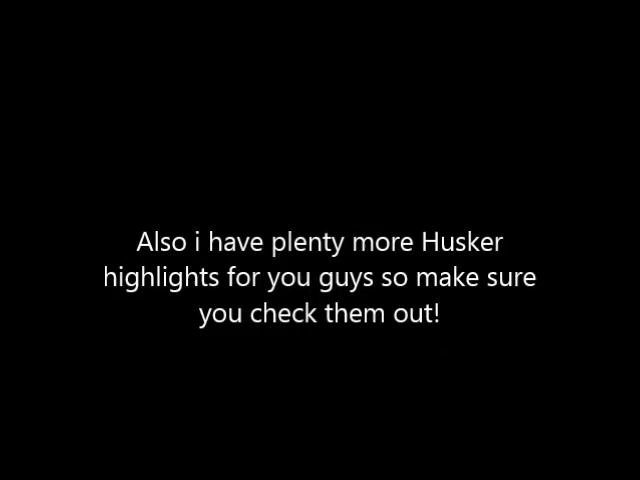 Also i have plenty more Husker
highlights for you guys so make sure
you check them out!